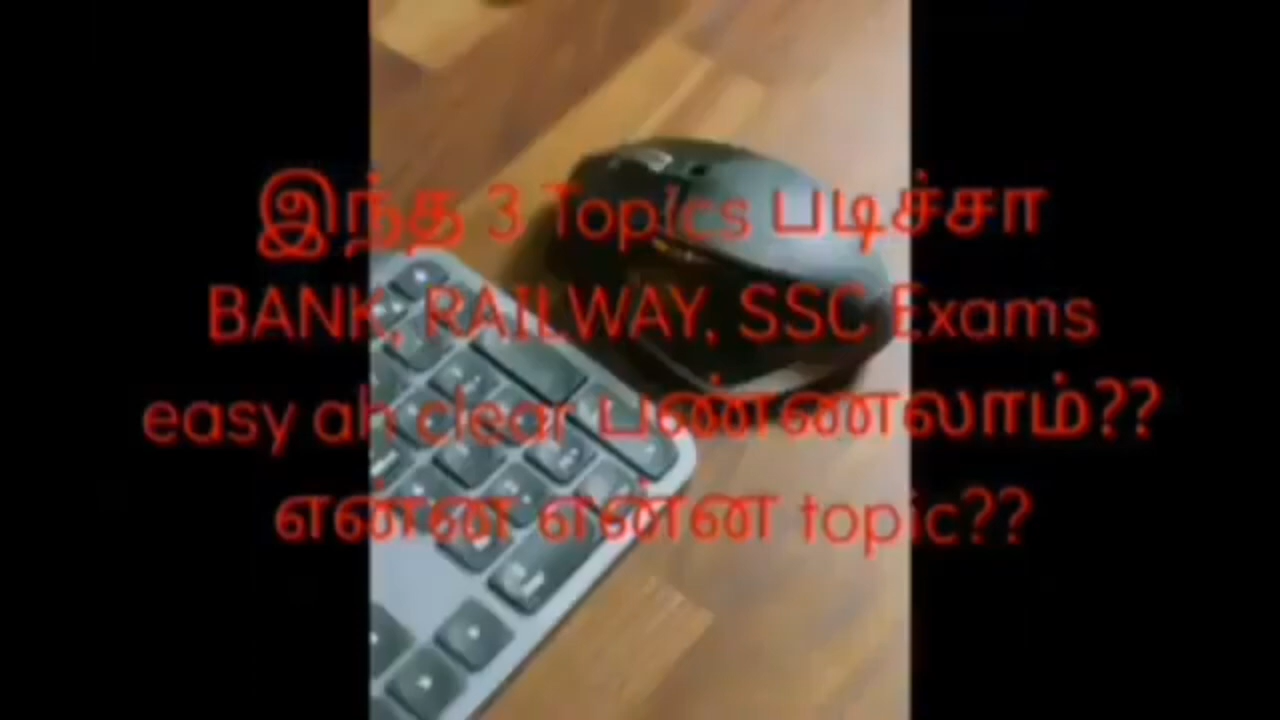 இந்த 3 Topics படிச்சா
BANK, RAILWAY, SSC Exams
easy ah clear பண்ணலாம்??
என்ன என்ன topic??